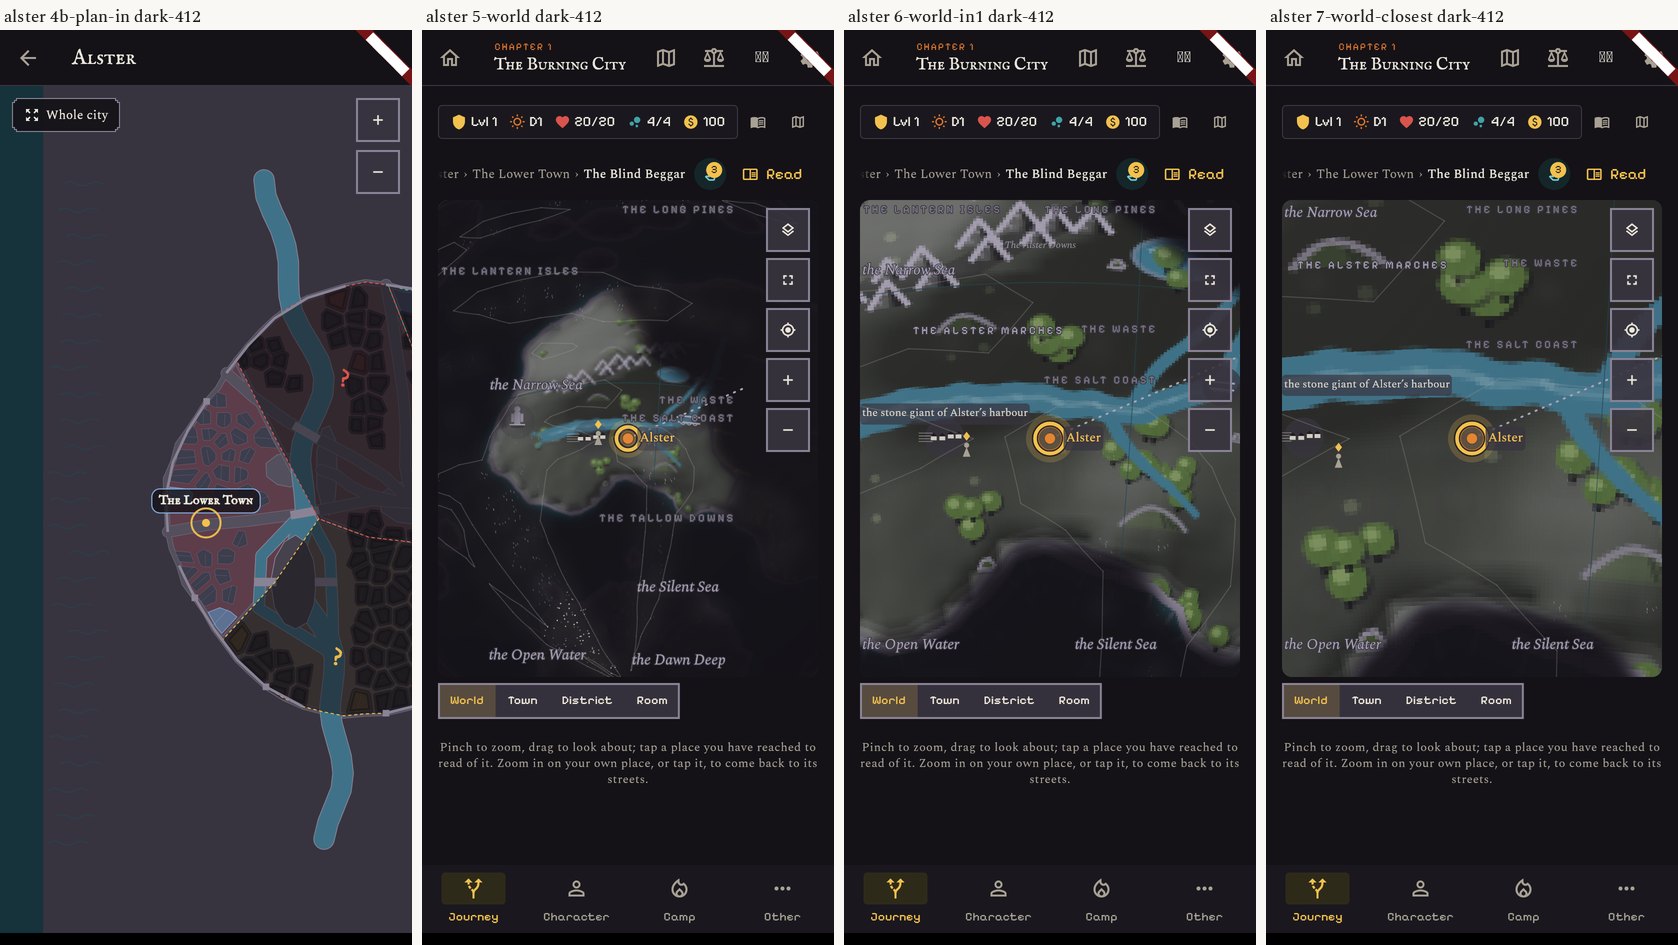 alster 4b-plan-in dark-412
Alster
Whole city
+
−
?
The Lower Town
?
alster 5-world dark-412
CHAPTER 1
The Burning City
Lvl 1 D1 20/20 4/4 100
ter › The Lower Town › The Blind Beggar 3 Read
THE LONG PINES
THE LANTERN ISLES
the Narrow Sea
THE WASTE
THE SALT COAST
Alster
THE TALLOW DOWNS
the Silent Sea
the Open Water
the Dawn Deep
+
−
World Town District Room
Pinch to zoom, drag to look about; tap a place you have reached to
read of it. Zoom in on your own place, or tap it, to come back to its
streets.
Journey Character Camp Other
alster 6-world-in1 dark-412
CHAPTER 1
The Burning City
Lvl 1 D1 20/20 4/4 100
ter › The Lower Town › The Blind Beggar 3 Read
THE LANTERN ISLES THE LONG PINES
The Alster Downs
the Narrow Sea
THE ALSTER MARCHES THE WASTE
THE SALT COAST
the stone giant of Alster’s harbour
Alster
the Open Water the Silent Sea
+
−
World Town District Room
Pinch to zoom, drag to look about; tap a place you have reached to
read of it. Zoom in on your own place, or tap it, to come back to its
streets.
Journey Character Camp Other
alster 7-world-closest dark-412
CHAPTER 1
The Burning City
Lvl 1 D1 20/20 4/4 100
ter › The Lower Town › The Blind Beggar 3 Read
the Narrow Sea THE LONG PINES
THE ALSTER MARCHES THE WASTE
THE SALT COAST
the stone giant of Alster’s harbour
Alster
the Open Water the Silent Sea
+
−
World Town District Room
Pinch to zoom, drag to look about; tap a place you have reached to
read of it. Zoom in on your own place, or tap it, to come back to its
streets.
Journey Character Camp Other